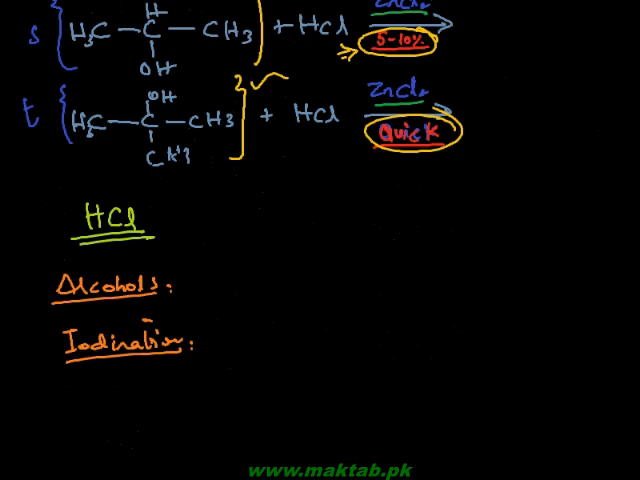 H
S H3C — C — CH3 + HCl ZnCl2
5-10%
OH
OH
t H3C — C — CH3 + HCl ZnCl2
Quick
CH3
HCl
Alcohols:
Iodination:
www.maktab.pk